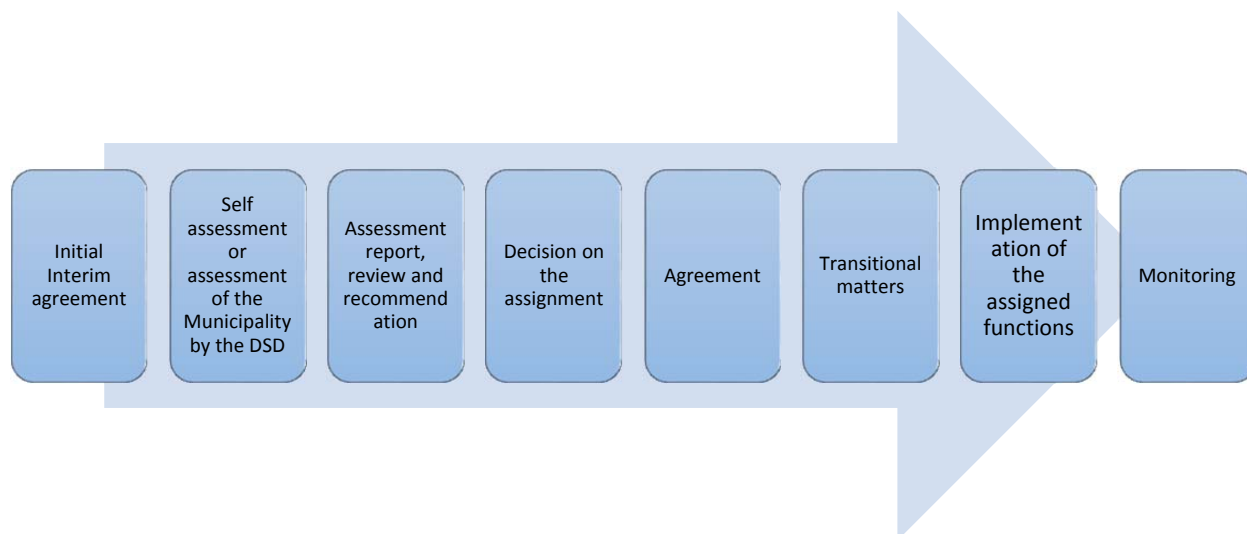 Initial
Interim
agreement
Self
assessment
or
assessment
of the
Municipality
by the DSD
Assessment
report,
review and
recommend
ation
Decision on
the
assignment
Agreement
Transitional
matters
Implement
ation of
the
assigned
functions
Monitoring